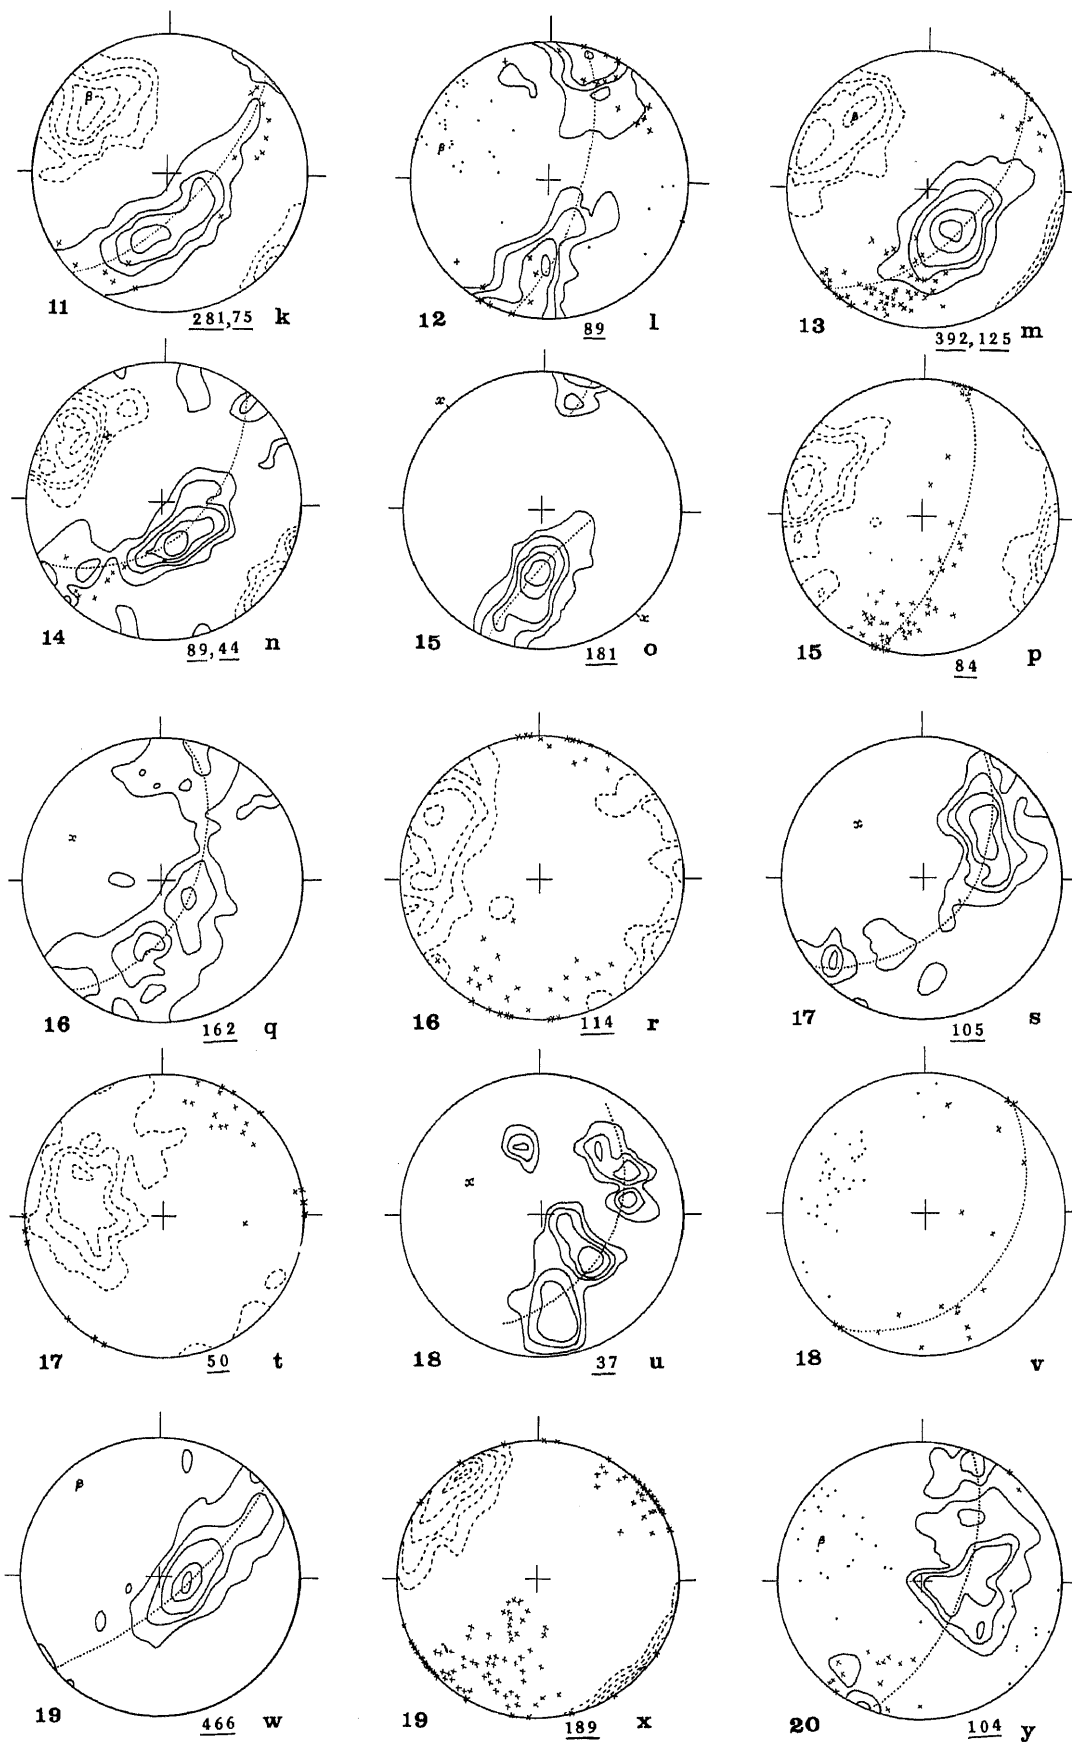 β
11 281,75 k
β
12 89 l
β
13 392,125 m
x
14 89,44 n
x
x
15 181 o
15 84 p
x
16 162 q
16 114 r
x
17 105 s
17 50 t
x
18 37 u
18 v
β
19 466 w
19 189 x
β
20 104 y